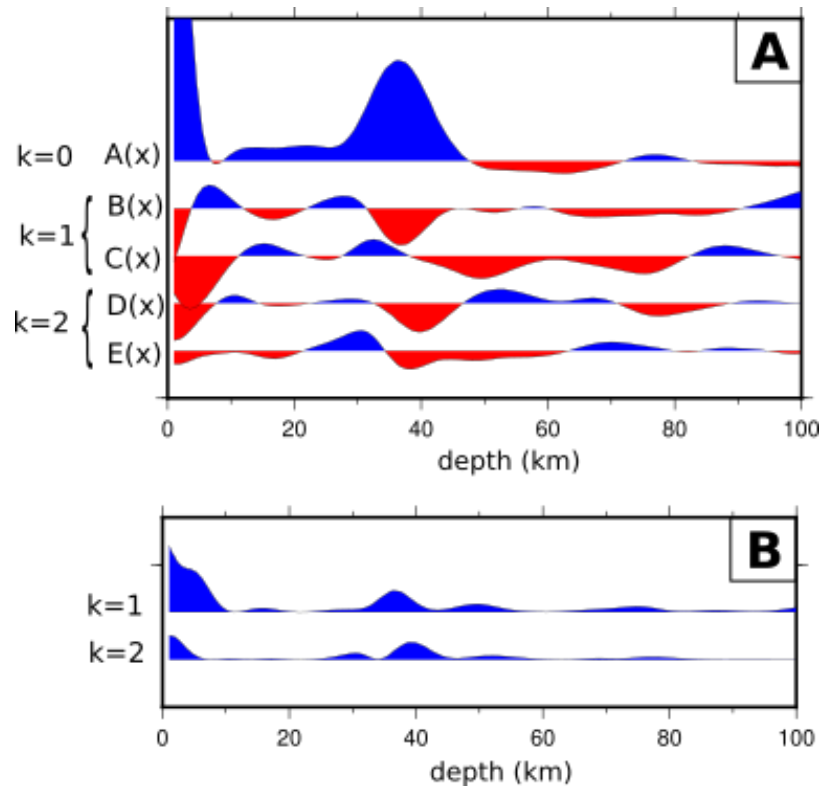 A
k=0 A(x)
k=1 { B(x)
C(x)
k=2 { D(x)
E(x)
0 20 40 60 80 100
depth (km)
B
k=1
k=2
0 20 40 60 80 100
depth (km)